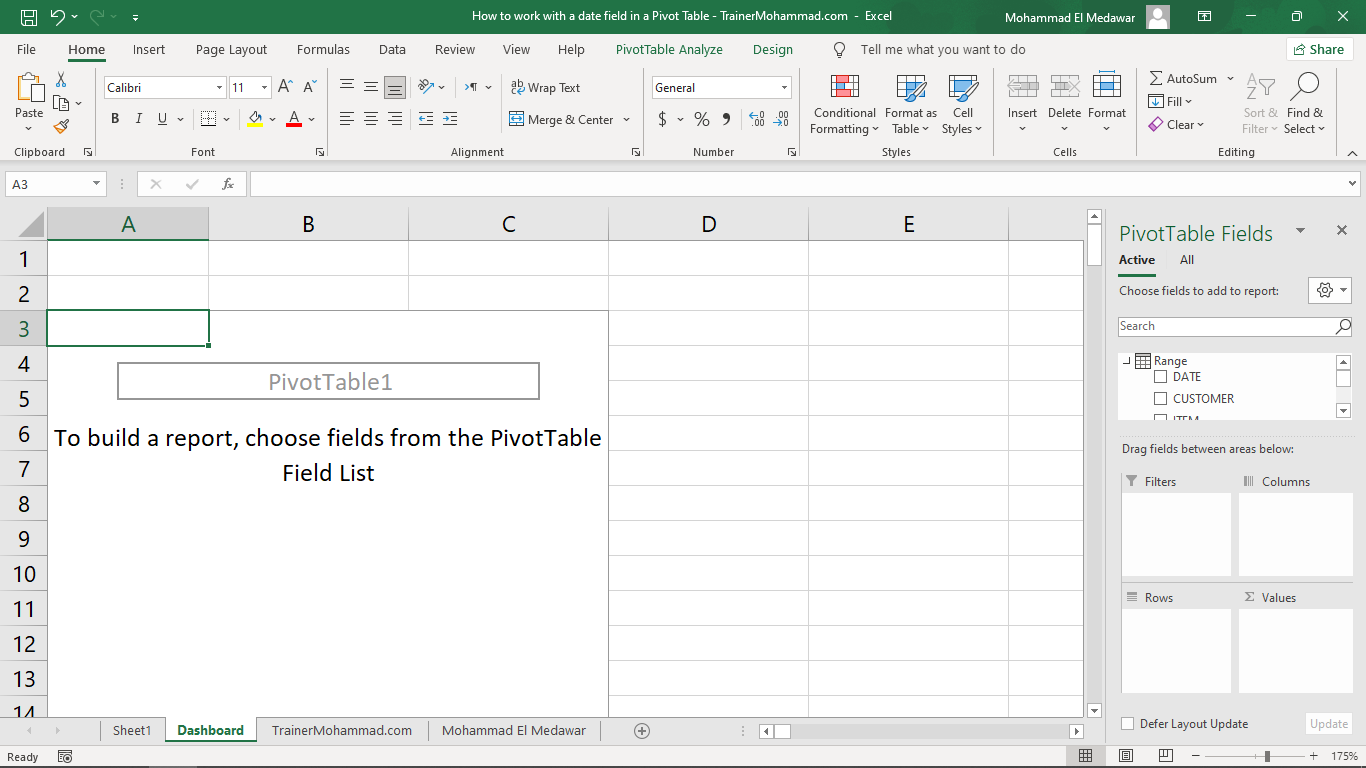 How to work with a date field in a Pivot Table - TrainerMohammad.com - Excel
Mohammad El Medawar
File Home Insert Page Layout Formulas Data Review View Help PivotTable Analyze Design Tell me what you want to do Share
Paste
Clipboard
Calibri 11
B I U A
Font
ab Wrap Text
Merge & Center
Alignment
General
$ % 9
Number
Conditional Formatting
Format as Table
Cell Styles
Styles
Insert Delete Format
Cells
AutoSum
Fill
Clear
Sort & Filter
Find & Select
Editing
A3 fx
A B C D E
1
2
3
4
5
6
7
8
9
10
11
12
13
14
PivotTable1
To build a report, choose fields from the PivotTable
Field List
PivotTable Fields
Active All
Choose fields to add to report:
Search
Range
DATE
CUSTOMER
ITEM
Drag fields between areas below:
Filters Columns
Rows Σ Values
Defer Layout Update Update
Sheet1 Dashboard TrainerMohammad.com Mohammad El Medawar
Ready 175%